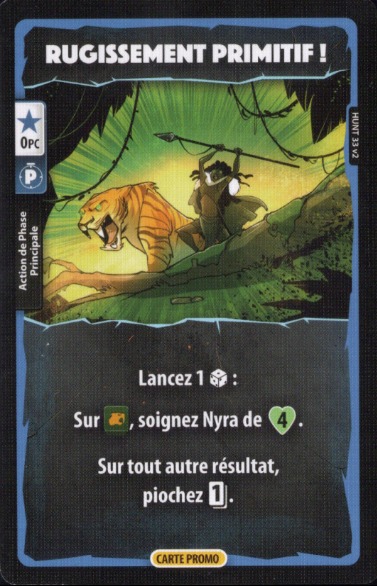 RUGISSEMENT PRIMITIF !
0PC
P
Action de Phase
Principale
HUNT 33 v2
Lancez 1 :
Sur , soignez Nyra de 4 .
Sur tout autre résultat,
piochez 1 .
CARTE PROMO